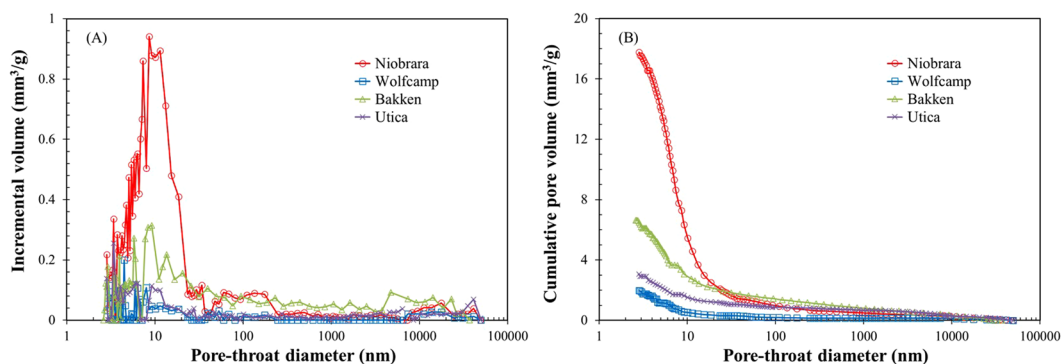 (A)
Incremental volume (mm³/g)
1
0.8
0.6
0.4
0.2
0
Niobrara
Wolfcamp
Bakken
Utica
1 10 100 1000 10000 100000
Pore-throat diameter (nm)
(B)
Cumulative pore volume (mm³/g)
20
16
12
8
4
0
Niobrara
Wolfcamp
Bakken
Utica
1 10 100 1000 10000 100000
Pore-throat diameter (nm)